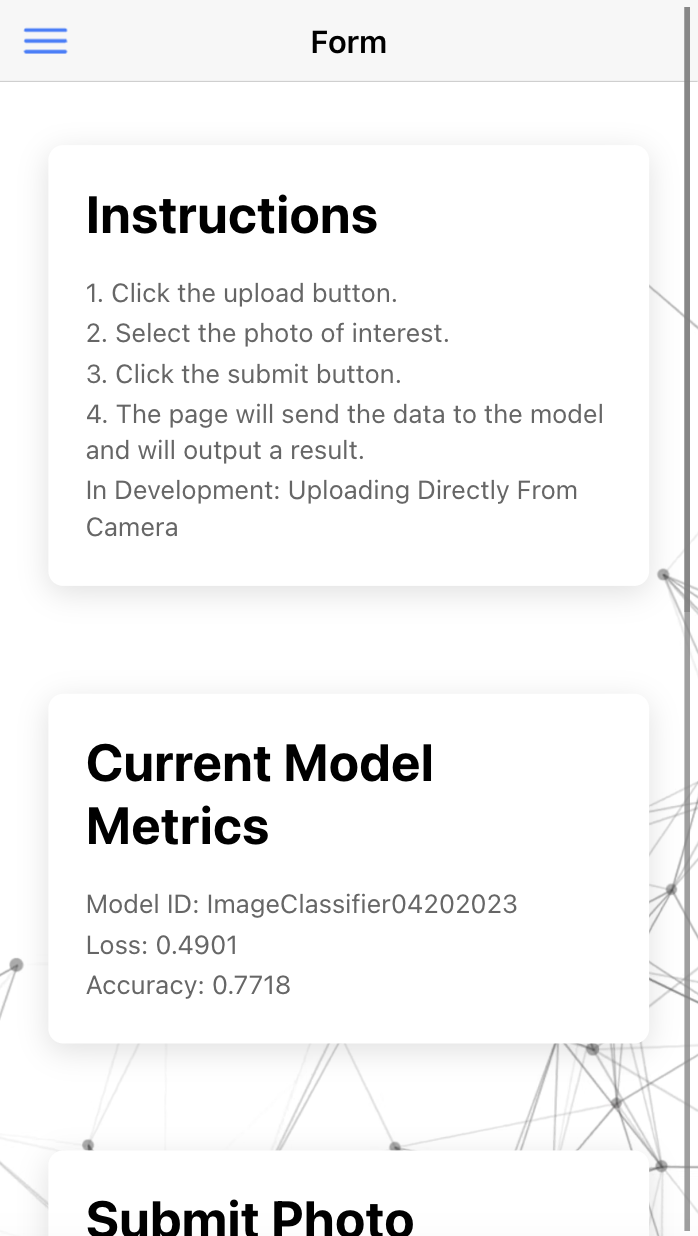 Form
Instructions
1. Click the upload button.
2. Select the photo of interest.
3. Click the submit button.
4. The page will send the data to the model
and will output a result.
In Development: Uploading Directly From
Camera
Current Model
Metrics
Model ID: ImageClassifier04202023
Loss: 0.4901
Accuracy: 0.7718
Submit Photo